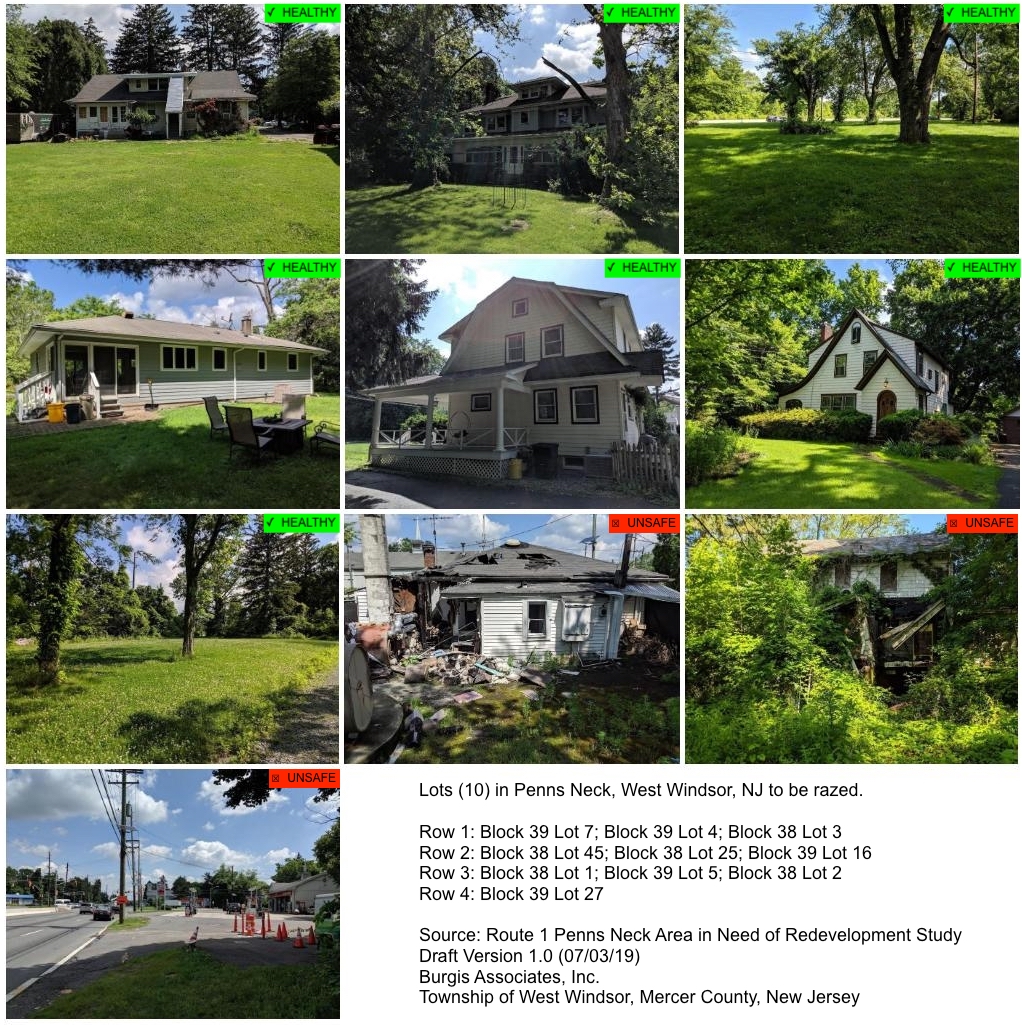 ✓ HEALTHY
✓ HEALTHY
✓ HEALTHY
✓ HEALTHY
✓ HEALTHY
✓ HEALTHY
✓ HEALTHY
☒ UNSAFE
☒ UNSAFE
☒ UNSAFE
Lots (10) in Penns Neck, West Windsor, NJ to be razed.
Row 1: Block 39 Lot 7; Block 39 Lot 4; Block 38 Lot 3
Row 2: Block 38 Lot 45; Block 38 Lot 25; Block 39 Lot 16
Row 3: Block 38 Lot 1; Block 39 Lot 5; Block 38 Lot 2
Row 4: Block 39 Lot 27
Source: Route 1 Penns Neck Area in Need of Redevelopment Study
Draft Version 1.0 (07/03/19)
Burgis Associates, Inc.
Township of West Windsor, Mercer County, New Jersey